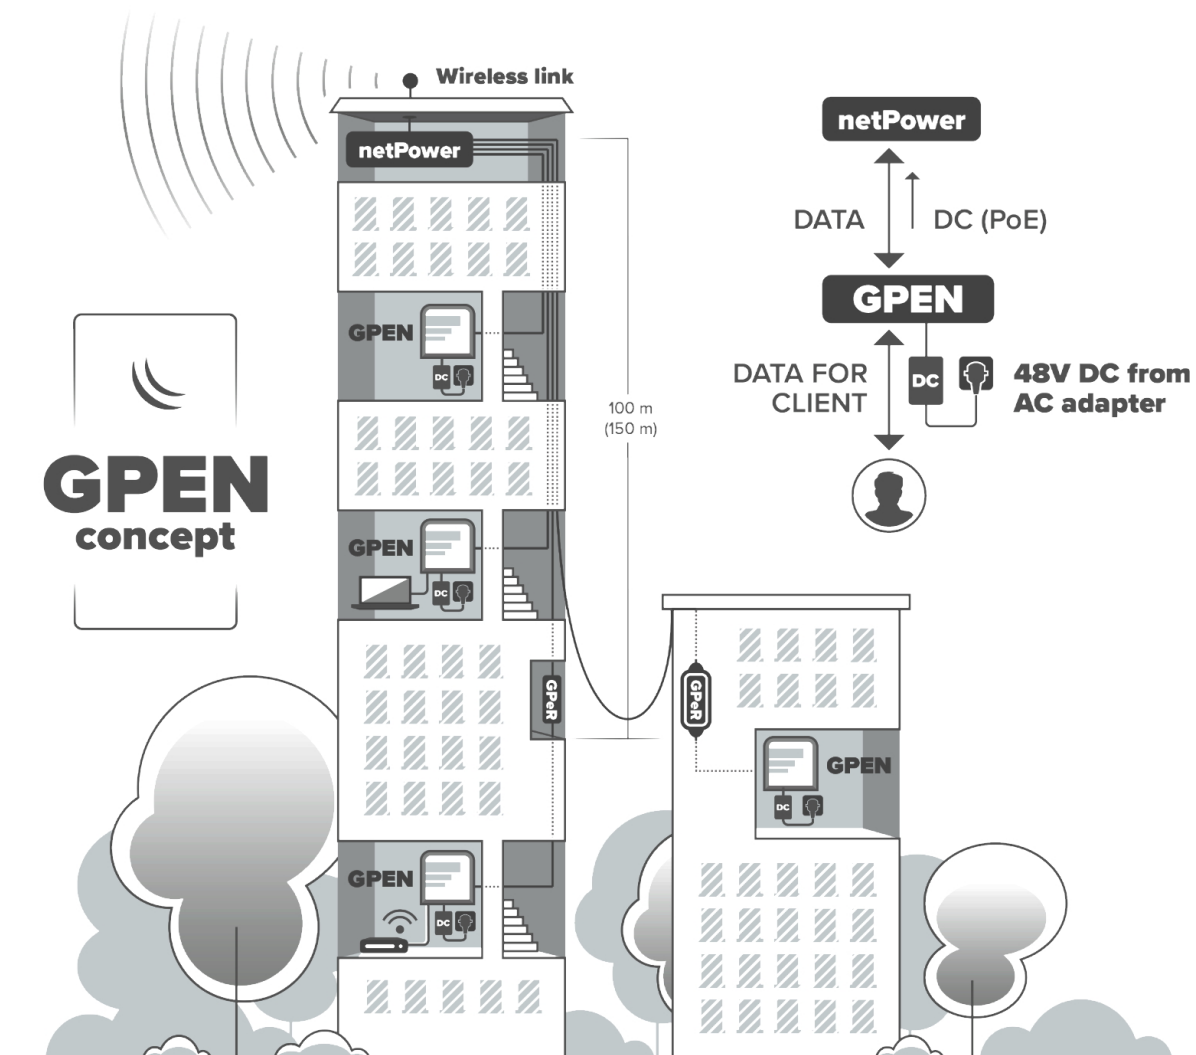 Wireless link
netPower
GPEN
DC
100 m
(150 m)
GPEN
DC
GPeR
GPEN
DC
GPeR
GPEN
DC
GPEN
concept
netPower
DATA
DC (PoE)
GPEN
DATA FOR
CLIENT
DC
48V DC from
AC adapter